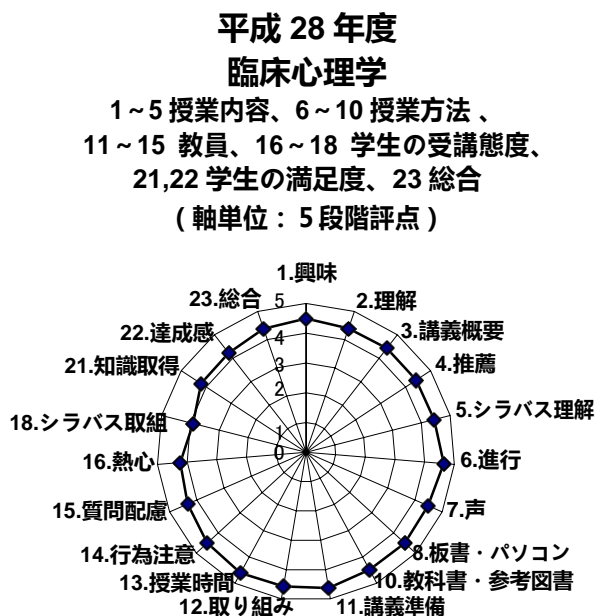 平成 28 年度
臨床心理学
1~5 授業内容、6~10 授業方法 、
11~15 教員、16~18 学生の受講態度、
21,22 学生の満足度、23 総合
( 軸単位： 5 段階評点 )
1.興味
2.理解
3.講義概要
4.推薦
5.シラバス理解
6.進行
7.声
8.板書・パソコン
10.教科書・参考図書
11.講義準備
12.取り組み
13.授業時間
14.行為注意
15.質問配慮
16.熱心
18.シラバス取組
21.知識取得
22.達成感
23.総合
5
4
3
2
1
0